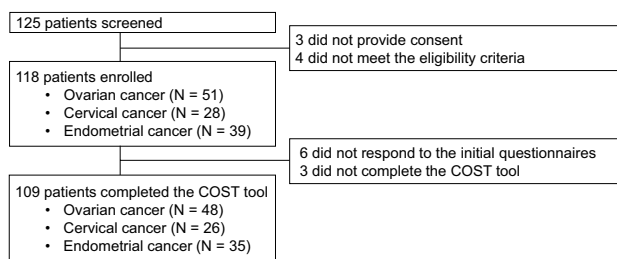 125 patients screened
3 did not provide consent
4 did not meet the eligibility criteria
118 patients enrolled
• Ovarian cancer (N = 51)
• Cervical cancer (N = 28)
• Endometrial cancer (N = 39)
6 did not respond to the initial questionnaires
3 did not complete the COST tool
109 patients completed the COST tool
• Ovarian cancer (N = 48)
• Cervical cancer (N = 26)
• Endometrial cancer (N = 35)